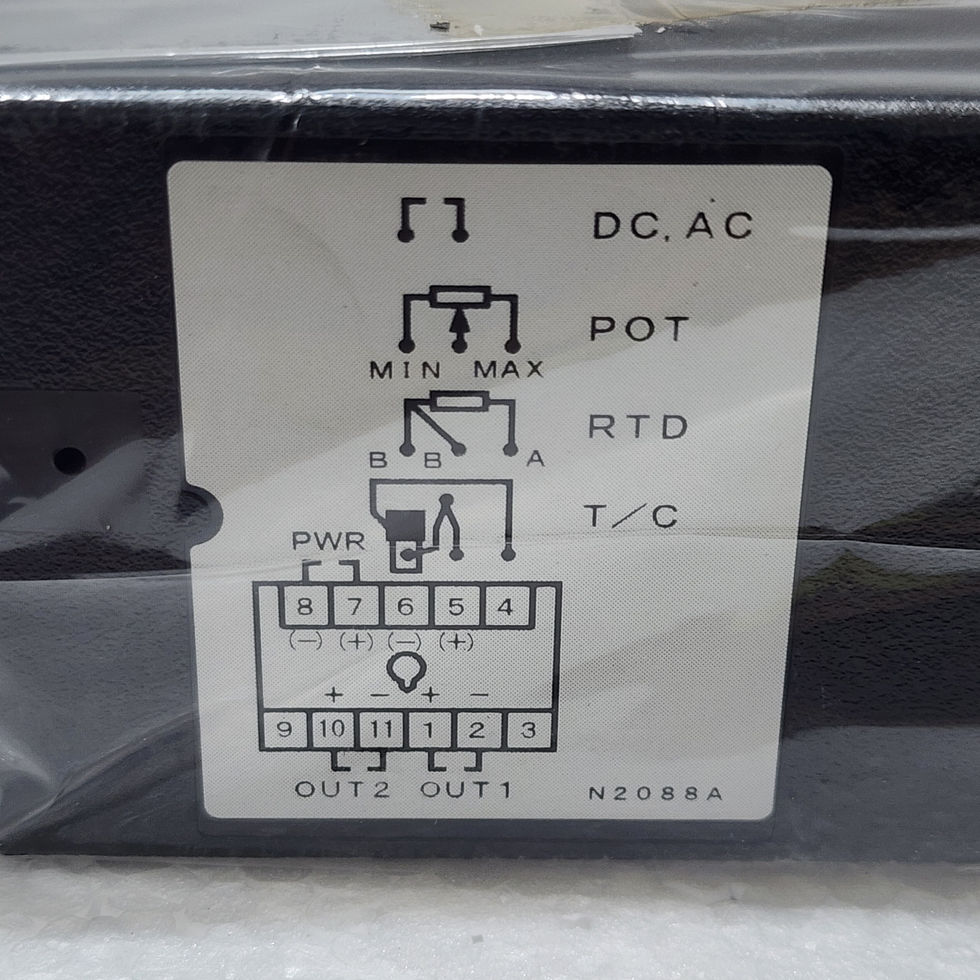 DC, AC
POT
MIN MAX
RTD
B B A
T/C
PWR
8 7 6 5 4
(−) (+) (−) (+)
+ − + −
9 10 11 1 2 3
OUT2 OUT1
N2088A